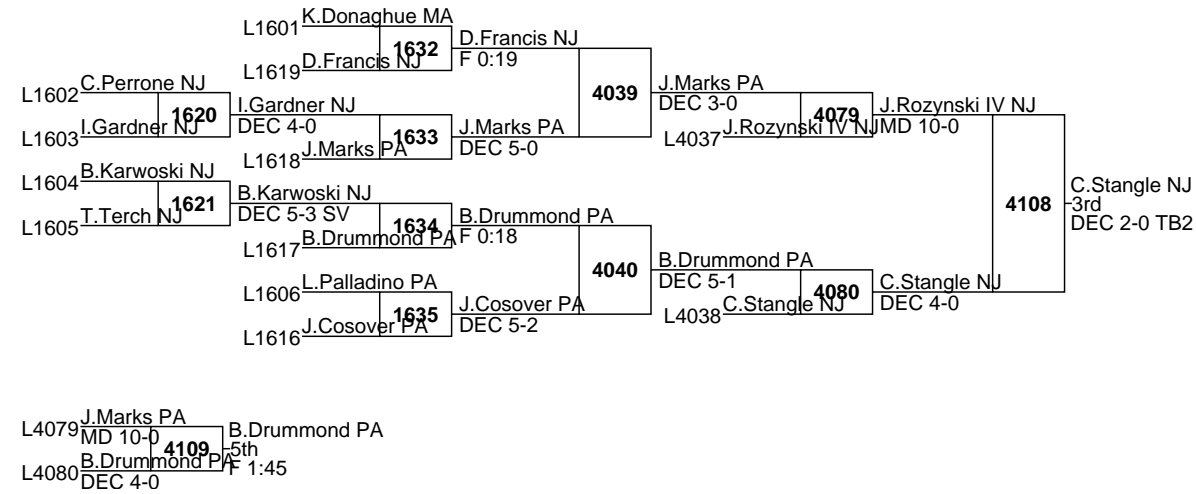 K.Donaghue MA
L1601
1632
D.Francis NJ
F 0:19
L1619
D.Francis NJ
C.Perrone NJ
L1602
1620
I.Gardner NJ
DEC 4-0
L1603
I.Gardner NJ
1633
J.Marks PA
DEC 5-0
L1618
J.Marks PA
4039
J.Marks PA
DEC 3-0
4079
J.Rozynski IV NJ
MD 10-0
L4037
J.Rozynski IV NJ
B.Karwoski NJ
L1604
1621
B.Karwoski NJ
DEC 5-3 SV
L1605
T.Terch NJ
1634
B.Drummond PA
F 0:18
L1617
B.Drummond PA
4040
B.Drummond PA
DEC 5-1
L1606
L.Palladino PA
1635
J.Cosover PA
DEC 5-2
L1616
J.Cosover PA
4080
C.Stangle NJ
DEC 4-0
L4038
C.Stangle NJ
4108
C.Stangle NJ
3rd
DEC 2-0 TB2
L4079
J.Marks PA
MD 10-0
4109
B.Drummond PA
5th
F 1:45
L4080
B.Drummond PA
DEC 4-0